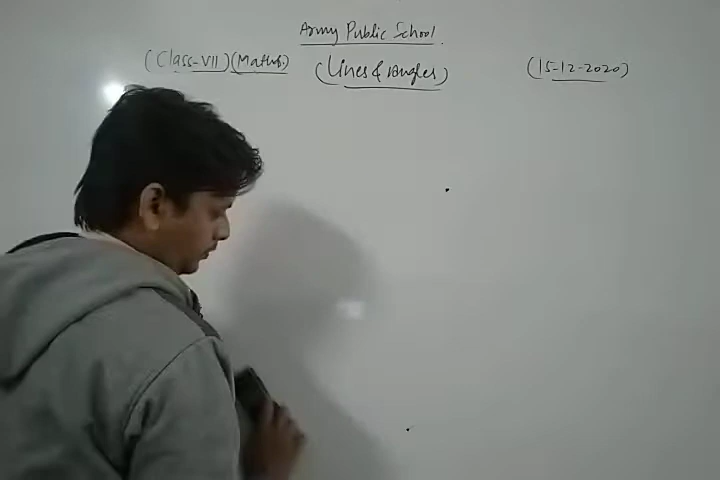 Army Public School.
(Class-VII) (Maths.) (Lines & Angles) (15-12-2020)